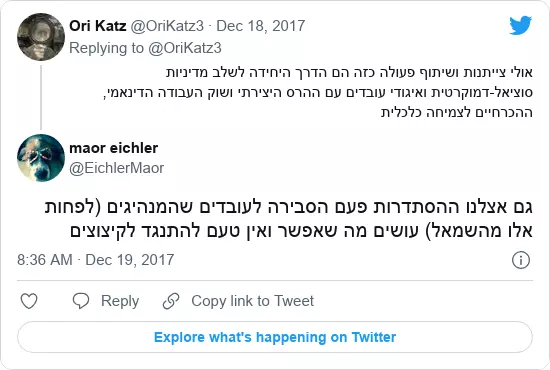 Ori Katz @OriKatz3 · Dec 18, 2017
Replying to @OriKatz3
אולי צייתנות ושיתוף פעולה כזה הם הדרך היחידה לשלב מדיניות
סוציאל-דמוקרטית ואיגודי עובדים עם ההרס היצירתי ושוק העבודה הדינאמי,
ההכרחיים לצמיחה כלכלית
maor eichler
@EichlerMaor
גם אצלנו ההסתדרות פעם הסבירה לעובדים שהמנהיגים (לפחות
אלו מהשמאל) עושים מה שאפשר ואין טעם להתנגד לקיצוצים
8:36 AM · Dec 19, 2017
Reply Copy link to Tweet
Explore what's happening on Twitter